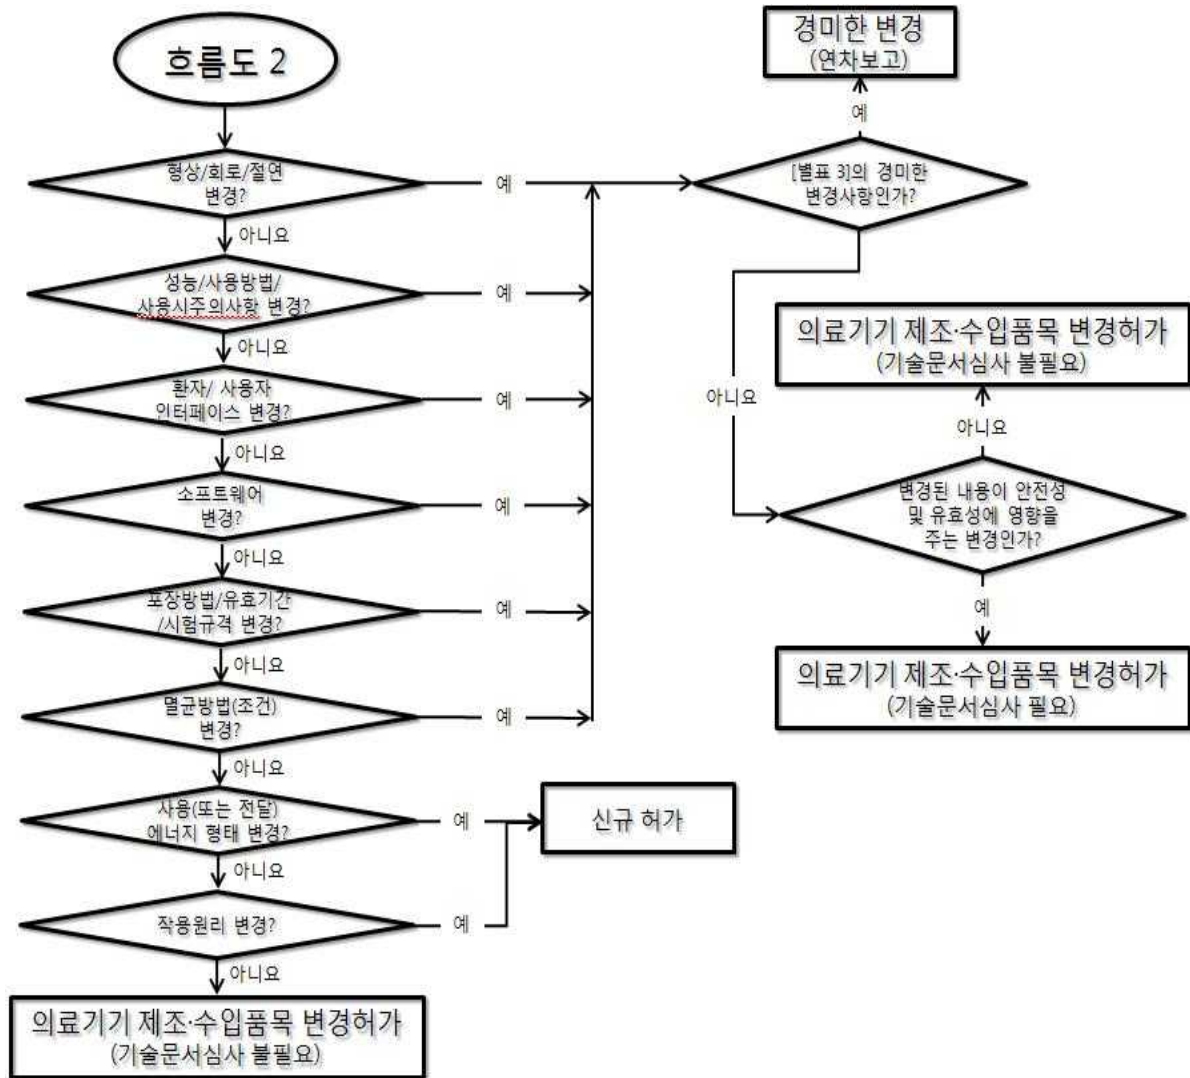 흐름도 2
형상/회로/절연
변경?
예
아니요
성능/사용방법/
사용시주의사항 변경?
예
아니요
환자/ 사용자
인터페이스 변경?
예
아니요
소프트웨어
변경?
예
아니요
포장방법/유효기간
/시험규격 변경?
예
아니요
멸균방법(조건)
변경?
예
아니요
사용(또는 전달)
에너지 형태 변경?
예
아니요
작용원리 변경?
예
아니요
의료기기 제조·수입품목 변경허가
(기술문서심사 불필요)
신규 허가
경미한 변경
(연차보고)
예
[별표 3]의 경미한
변경사항인가?
아니요
의료기기 제조·수입품목 변경허가
(기술문서심사 불필요)
아니요
변경된 내용이 안전성
및 유효성에 영향을
주는 변경인가?
예
의료기기 제조·수입품목 변경허가
(기술문서심사 필요)